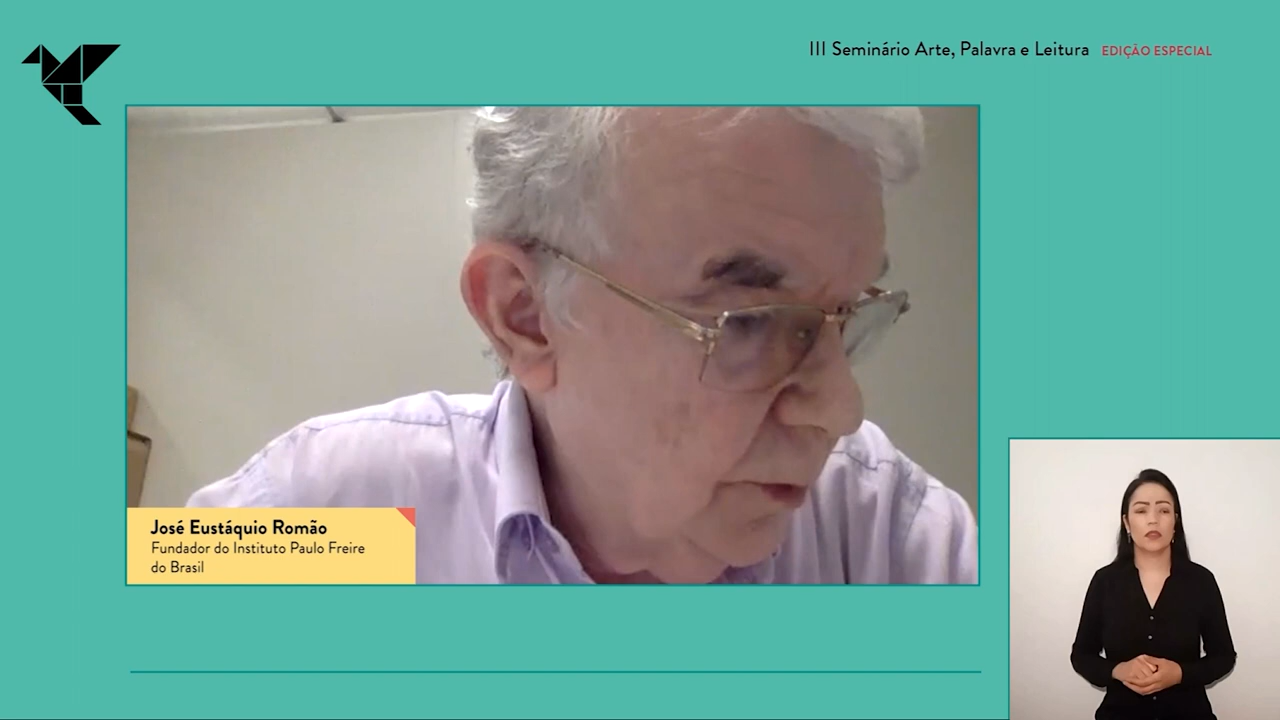 III Seminário Arte, Palavra e Leitura EDIÇÃO ESPECIAL
José Eustáquio Romão
Fundador do Instituto Paulo Freire
do Brasil